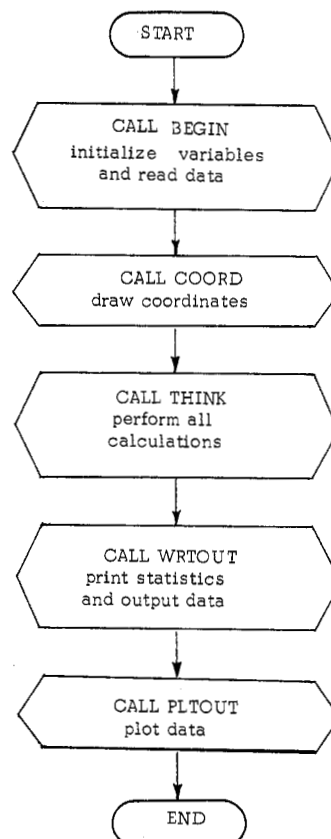 START
CALL BEGIN
initialize variables
and read data
CALL COORD
draw coordinates
CALL THINK
perform all
calculations
CALL WRTOUT
print statistics
and output data
CALL PLTOUT
plot data
END